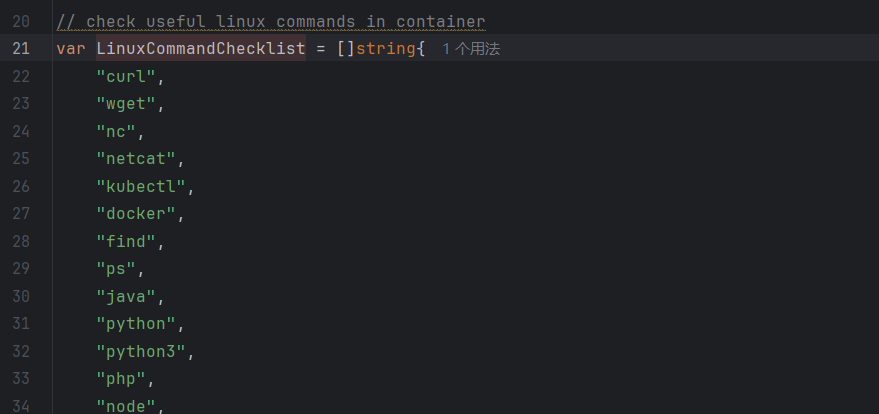 20 // check useful linux commands in container
21 var LinuxCommandChecklist = []string{ 1 个用法
22 "curl",
23 "wget",
24 "nc",
25 "netcat",
26 "kubectl",
27 "docker",
28 "find",
29 "ps",
30 "java",
31 "python",
32 "python3",
33 "php",
34 "node",